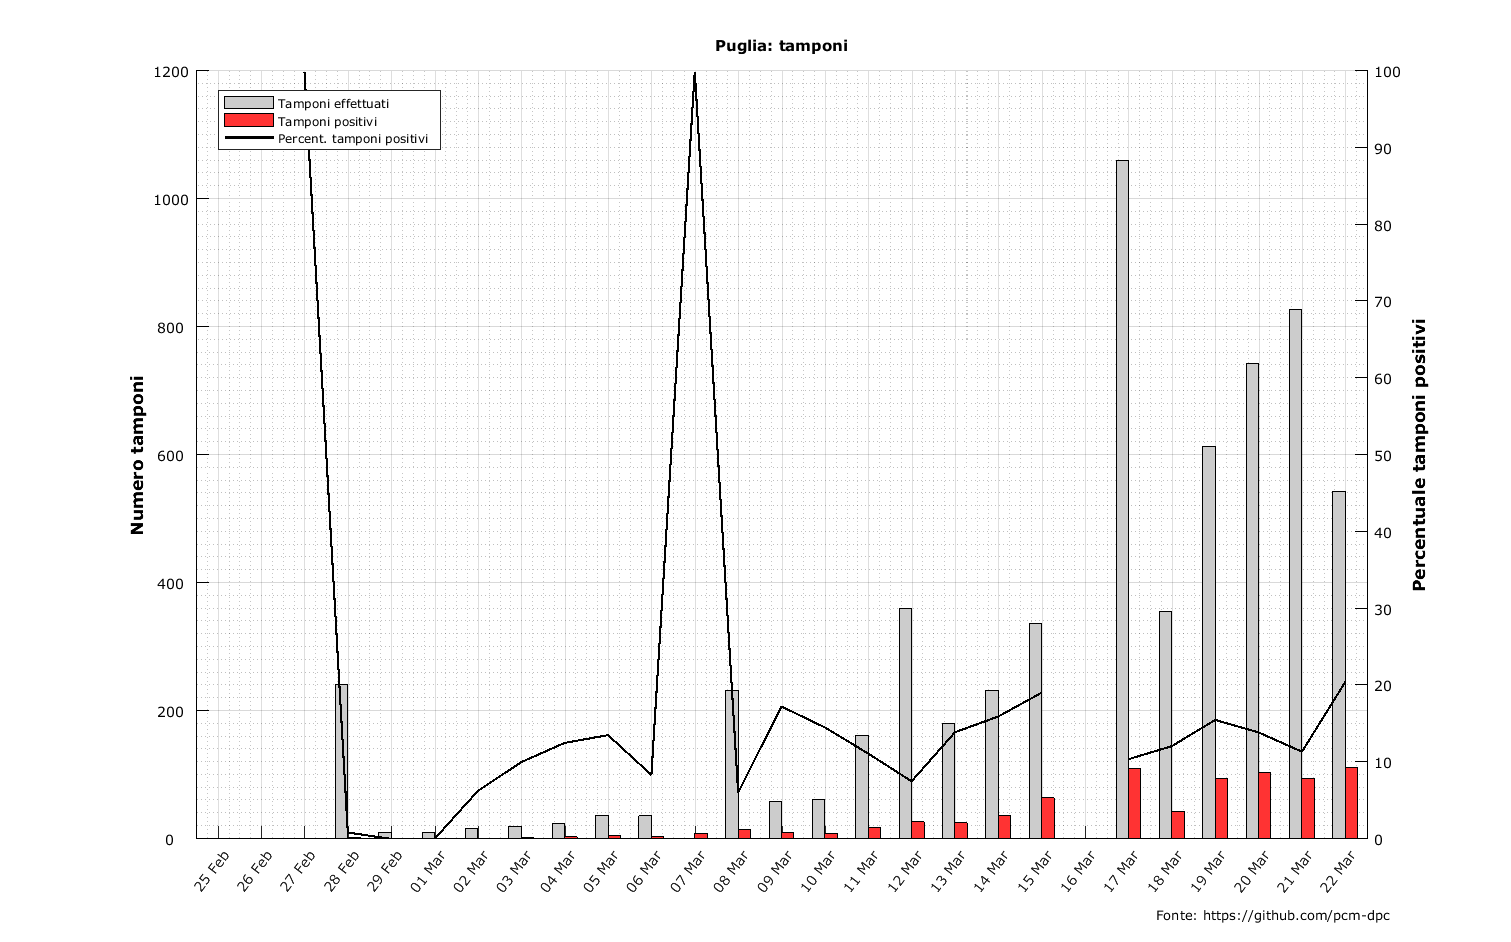 Puglia: tamponi
Tamponi effettuati
Tamponi positivi
Percent. tamponi positivi
Numero tamponi
1200
1000
800
600
400
200
0
100
90
80
70
60
50
40
30
20
10
0
Percentuale tamponi positivi
25 Feb
26 Feb
27 Feb
28 Feb
29 Feb
01 Mar
02 Mar
03 Mar
04 Mar
05 Mar
06 Mar
07 Mar
08 Mar
09 Mar
10 Mar
11 Mar
12 Mar
13 Mar
14 Mar
15 Mar
16 Mar
17 Mar
18 Mar
19 Mar
20 Mar
21 Mar
22 Mar
Fonte: https://github.com/pcm-dpc